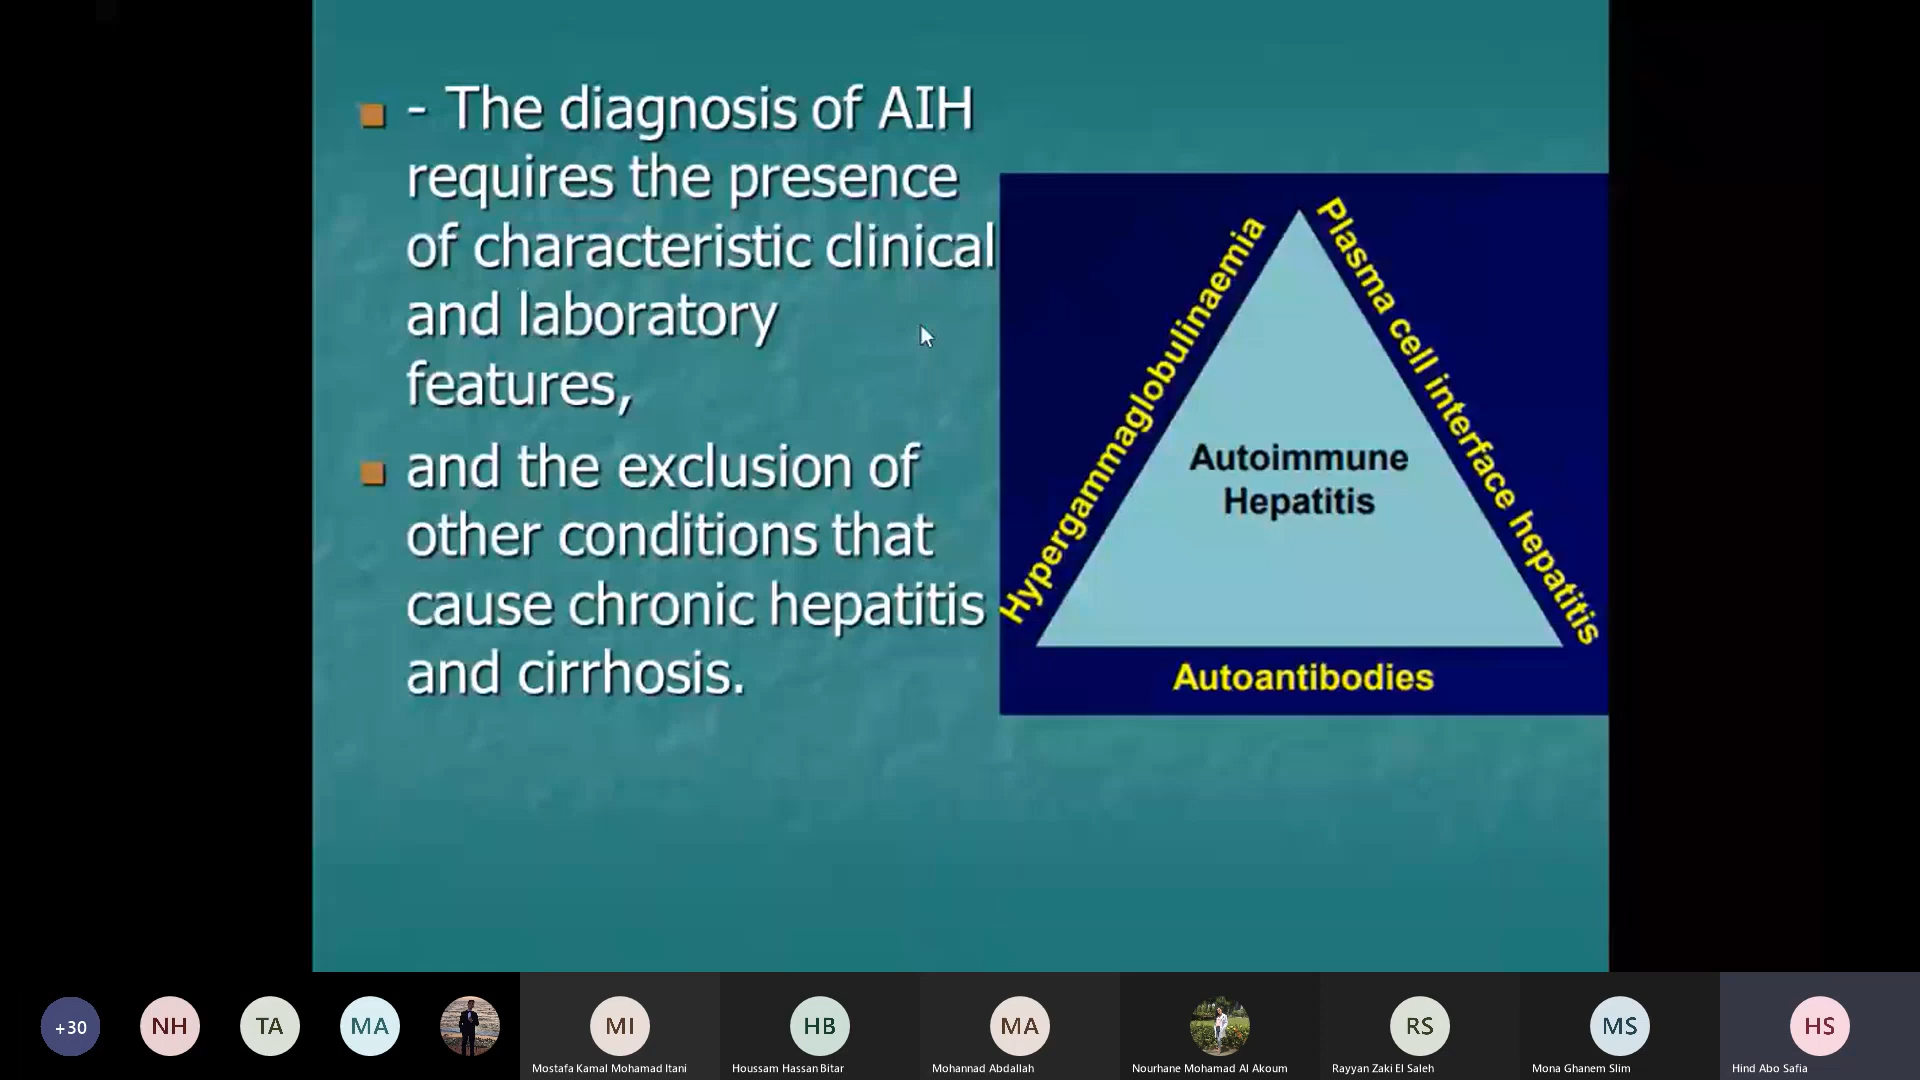 - The diagnosis of AIH
requires the presence
of characteristic clinical
and laboratory
features,
and the exclusion of
other conditions that
cause chronic hepatitis
and cirrhosis.
Hypergammaglobulinaemia
Plasma cell interface hepatitis
Autoimmune
Hepatitis
Autoantibodies
+30
NH
TA
MA
MI
Mostafa Kamal Mohamad Itani
HB
Houssam Hassan Bitar
MA
Mohannad Abdallah
Nourhane Mohamad Al Akoum
RS
Rayyan Zaki El Saleh
MS
Mona Ghanem Slim
HS
Hind Abo Safia